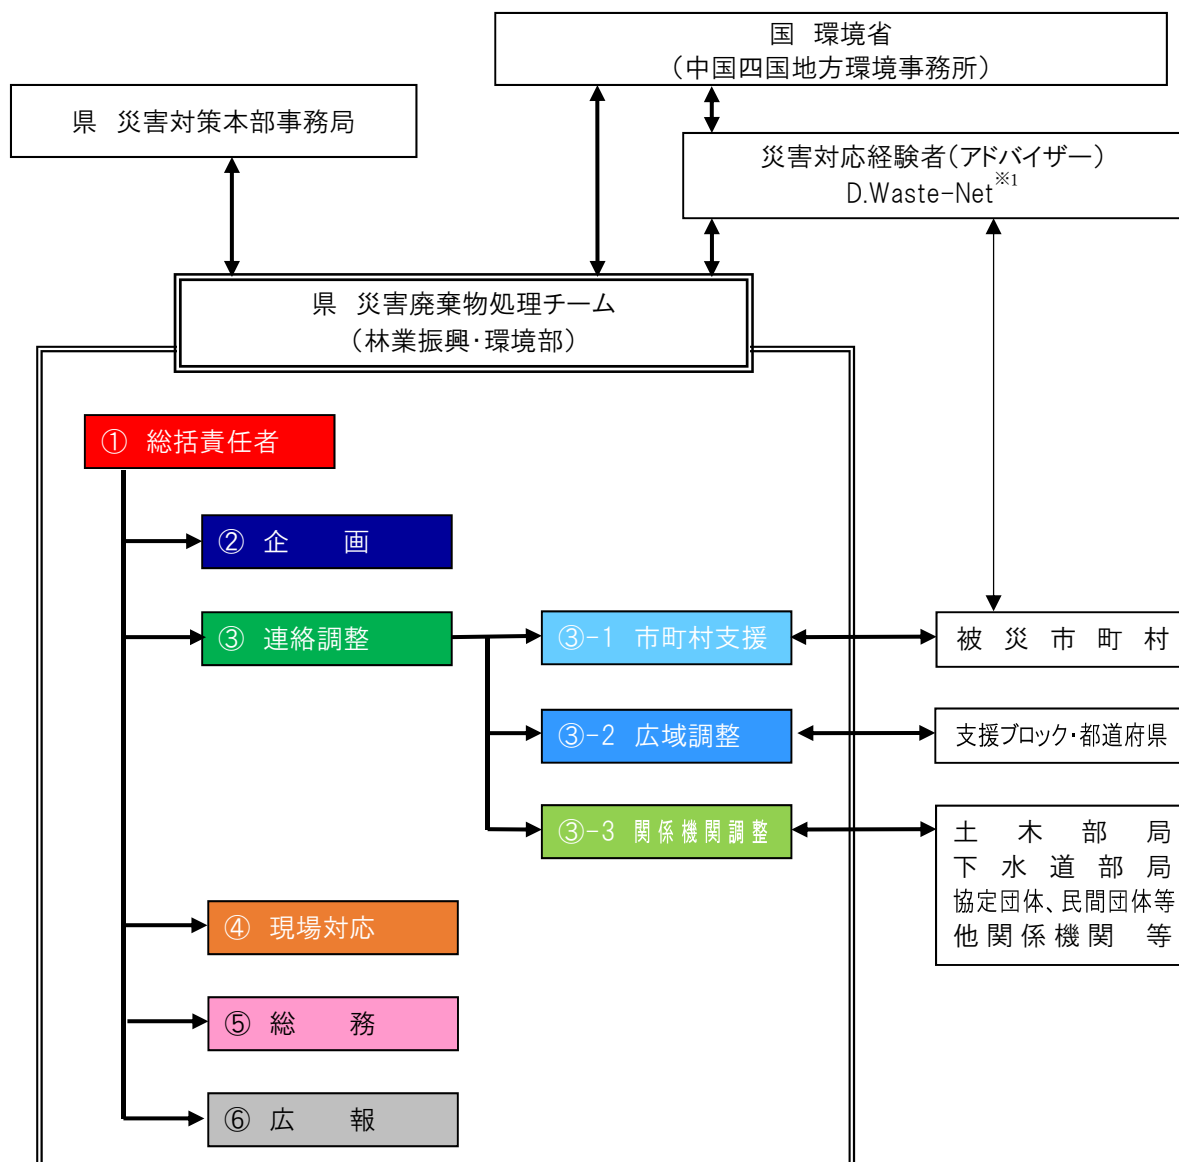 国 環境省
（中国四国地方環境事務所）
県 災害対策本部事務局
災害対応経験者（アドバイザー）
D.Waste-Net※1
県 災害廃棄物処理チーム
（林業振興・環境部）
① 総括責任者
② 企 画
③ 連絡調整
③-1 市町村支援
被 災 市 町 村
③-2 広域調整
支援ブロック・都道府県
③-3 関係機関調整
土 木 部 局
下 水 道 部 局
協定団体、民間団体等
他 関 係 機 関 等
④ 現場対応
⑤ 総 務
⑥ 広 報